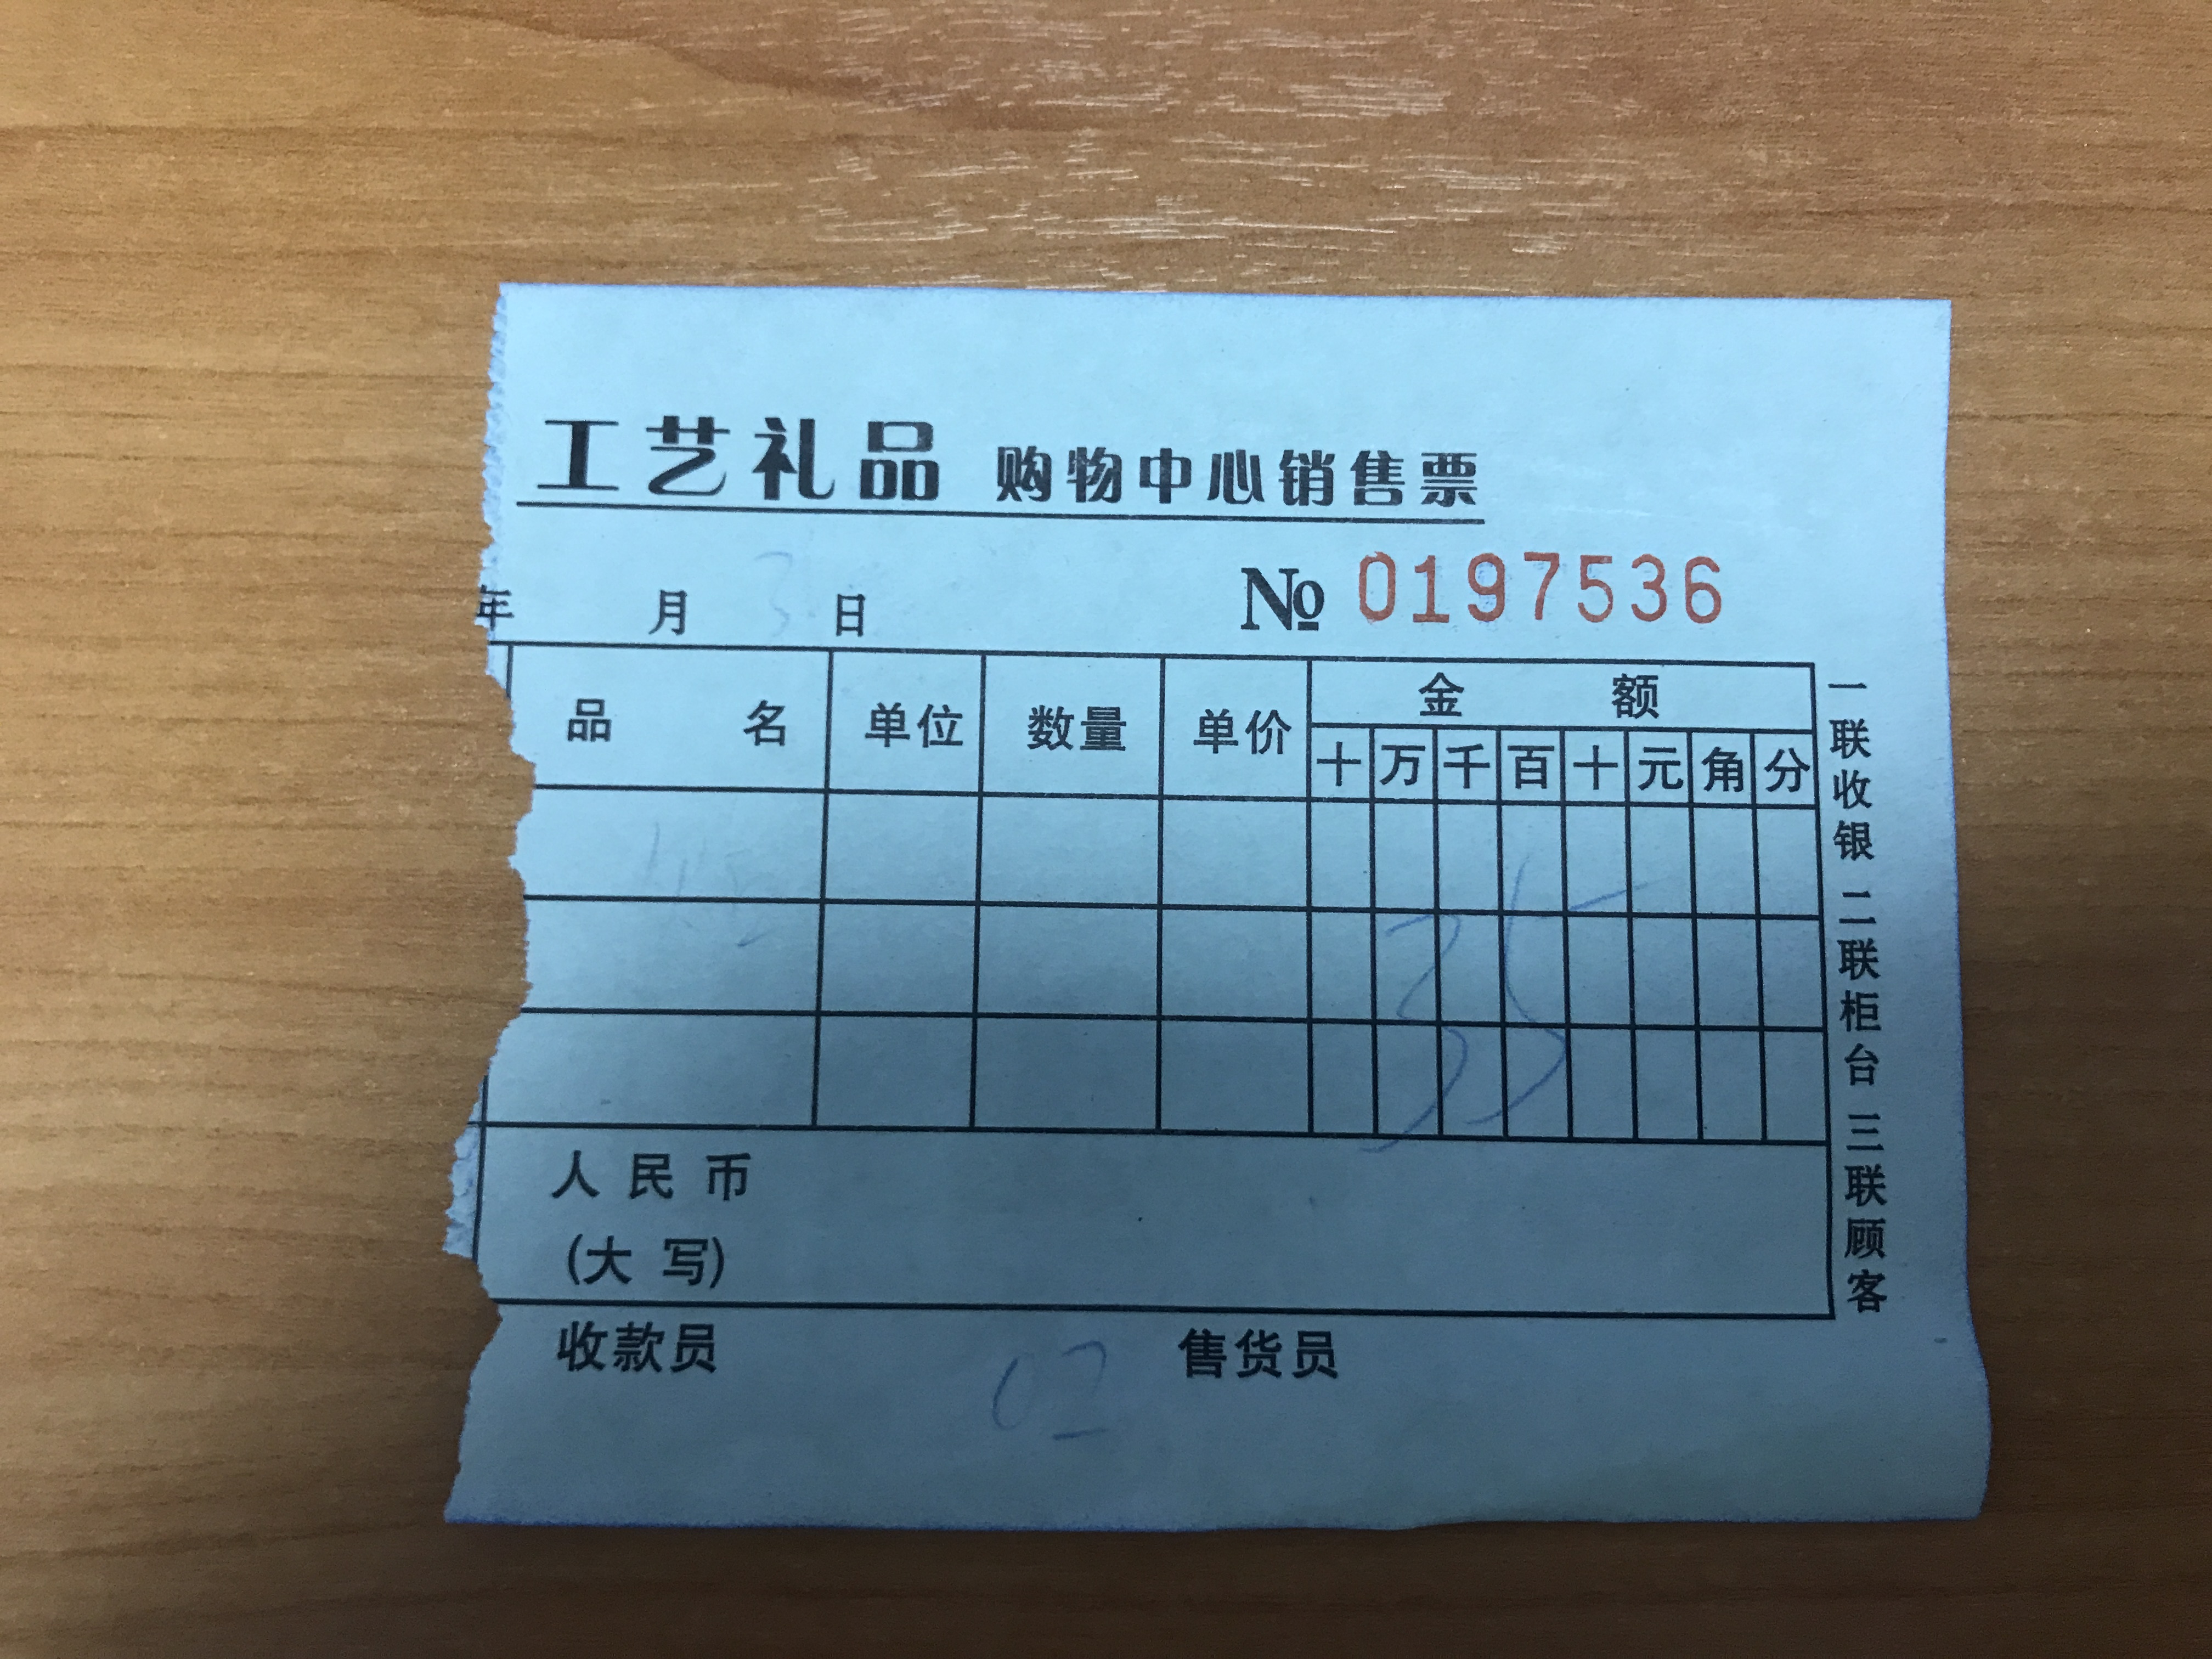 工艺礼品 购物中心销售票
年 月 3 日 № 0197536
品 名 单位 数量 单价 金 额
十 万 千 百 十 元 角 分
35
人民币
(大 写)
收款员 02 售货员
一联收银 二联柜台 三联顾客